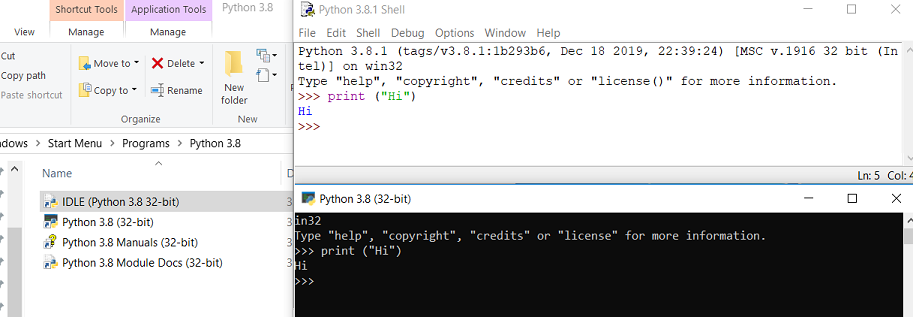 Shortcut Tools Application Tools Python 3.8
View Manage Manage
Cut
Copy path
Paste shortcut
Move to Delete
Copy to Rename
New
folder
Organize New
ndows Start Menu Programs Python 3.8
Name
IDLE (Python 3.8 32-bit)
Python 3.8 (32-bit)
Python 3.8 Manuals (32-bit)
Python 3.8 Module Docs (32-bit)
Python 3.8.1 Shell
File Edit Shell Debug Options Window Help
Python 3.8.1 (tags/v3.8.1:1b293b6, Dec 18 2019, 22:39:24) [MSC v.1916 32 bit (In
tel)] on win32
Type "help", "copyright", "credits" or "license()" for more information.
>>> print ("Hi")
Hi
>>>
Ln: 5 Col: 4
Python 3.8 (32-bit)
in32
Type "help", "copyright", "credits" or "license" for more information.
>>> print ("Hi")
Hi
>>>